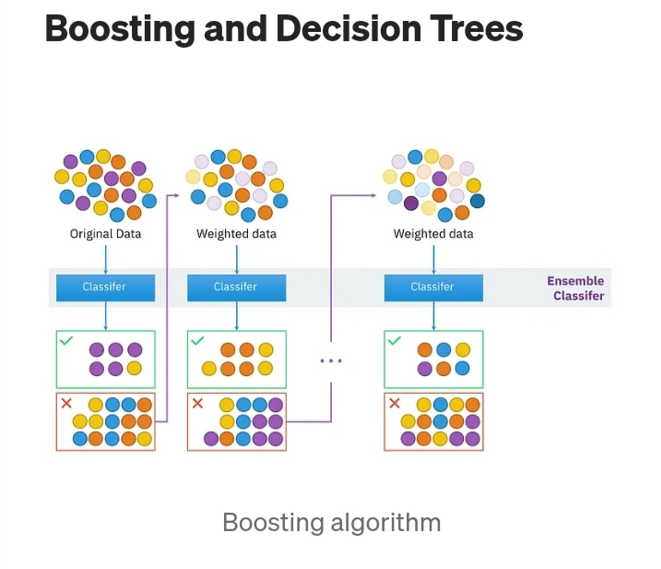 Boosting and Decision Trees
Original Data
Weighted data
Weighted data
Classifer
Classifer
Classifer
Ensemble
Classifer
...
Boosting algorithm